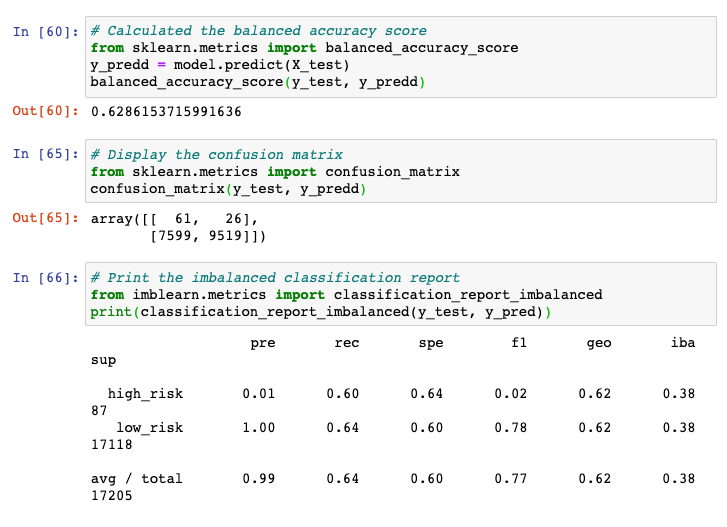 In [60]: # Calculated the balanced accuracy score
from sklearn.metrics import balanced_accuracy_score
y_predd = model.predict(X_test)
balanced_accuracy_score(y_test, y_predd)
Out[60]: 0.6286153715991636
In [65]: # Display the confusion matrix
from sklearn.metrics import confusion_matrix
confusion_matrix(y_test, y_predd)
Out[65]: array([[  61,   26],
       [7599, 9519]])
In [66]: # Print the imbalanced classification report
from imblearn.metrics import classification_report_imbalanced
print(classification_report_imbalanced(y_test, y_pred))
pre rec spe f1 geo iba
sup
high_risk 0.01 0.60 0.64 0.02 0.62 0.38
87
low_risk 1.00 0.64 0.60 0.78 0.62 0.38
17118
avg / total 0.99 0.64 0.60 0.77 0.62 0.38
17205